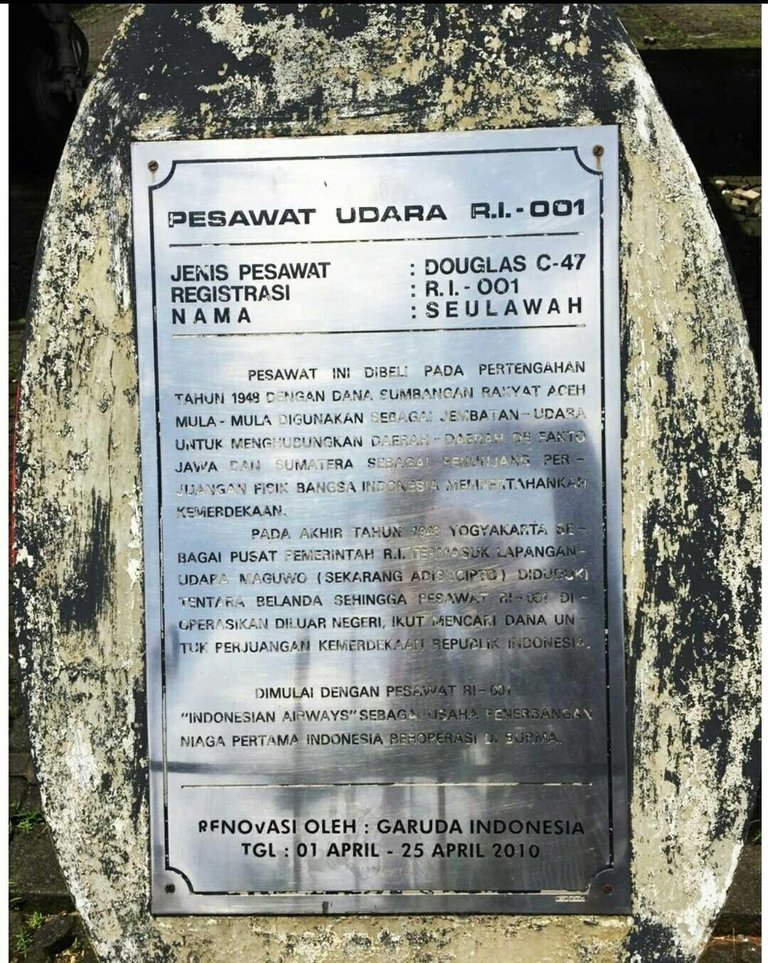 PESAWAT UDARA R.I.-001
JENIS PESAWAT : DOUGLAS C-47
REGISTRASI : R.I.-001
NAMA : SEULAWAH
PESAWAT INI DIBELI PADA PERTENGAHAN
TAHUN 1948 DENGAN DANA SUMBANGAN RAKYAT ACEH
MULA-MULA DIGUNAKAN SEBAGAI JEMBATAN-UDARA
UNTUK MENGHUBUNGKAN DAERAH-DAERAH DE FAKTO
JAWA DAN SUMATERA SEBAGAI PENUNJANG PER-
JUANGAN FISIK BANGSA INDONESIA MEMPERTAHANKAN
KEMERDEKAAN.
PADA AKHIR TAHUN YOGYAKARTA SE-
BAGAI PUSAT PEMERINTAH R.I. TERMASUK LAPANGAN-
UDARA MAGUWO (SEKARANG ADISUCIPTO) DIDUDUKI
TENTARA BELANDA SEHINGGA PESAWAT RI-001 DI-
OPERASIKAN DILUAR NEGERI, IKUT MENCARI DANA UN-
TUK PERJUANGAN KEMERDEKAAN REPUBLIK INDONESIA.
DIMULAI DENGAN PESAWAT RI-001
"INDONESIAN AIRWAYS" SEBAGAI USAHA PENERBANGAN
NIAGA PERTAMA INDONESIA BEROPERASI DI BURMA.
RENOVASI OLEH : GARUDA INDONESIA
TGL : 01 APRIL - 25 APRIL 2010